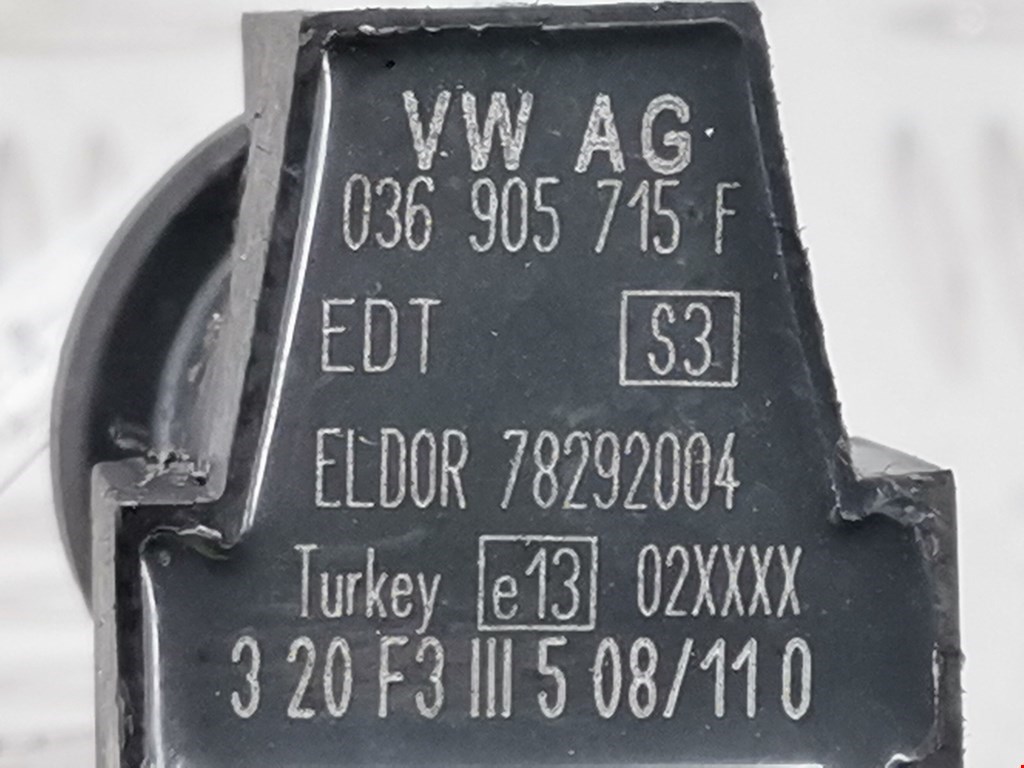 VW AG
036 905 715 F
EDT S3
ELDOR 78292004
Turkey e13 02XXXX
3 20 F3 III 5 08/11 0